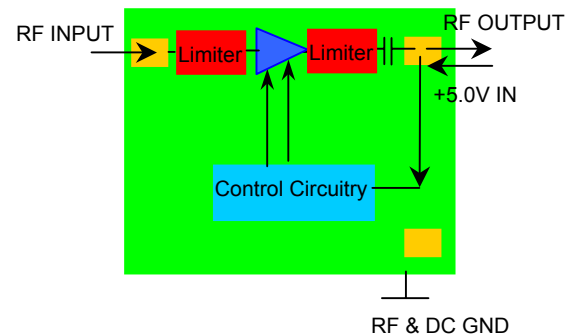 RF INPUT
RF OUTPUT
Limiter
Limiter
+5.0V IN
Control Circuitry
RF & DC GND